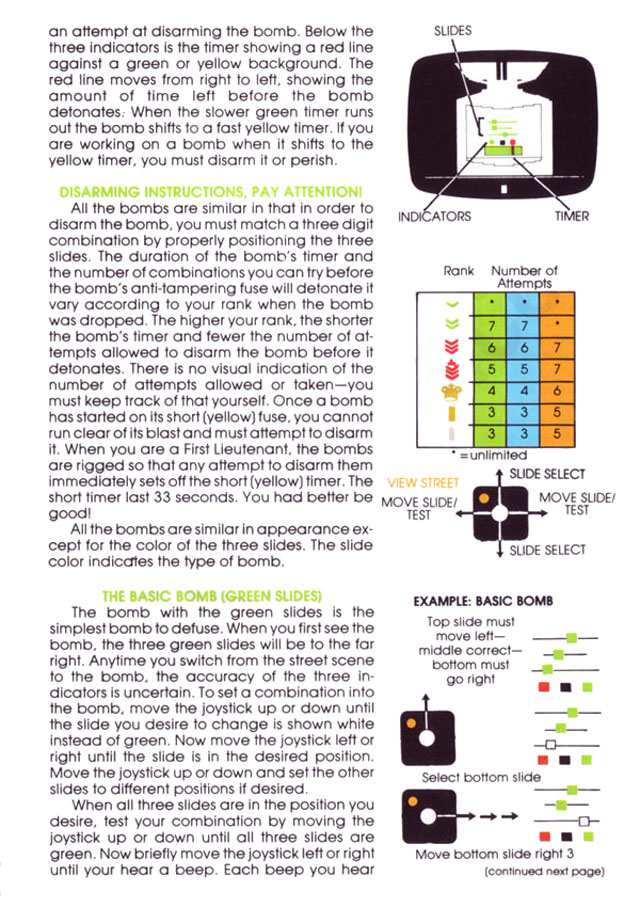 an attempt at disarming the bomb. Below the
three indicators is the timer showing a red line
against a green or yellow background. The
red line moves from right to left, showing the
amount of time left before the bomb
detonates. When the slower green timer runs
out the bomb shifts to a fast yellow timer. If you
are working on a bomb when it shifts to the
yellow timer, you must disarm it or perish.
DISARMING INSTRUCTIONS, PAY ATTENTION!
All the bombs are similar in that in order to
disarm the bomb, you must match a three digit
combination by properly positioning the three
slides. The duration of the bomb's timer and
the number of combinations you can try before
the bomb's anti-tampering fuse will detonate it
vary according to your rank when the bomb
was dropped. The higher your rank, the shorter
the bomb's timer and fewer the number of at-
tempts allowed to disarm the bomb before it
detonates. There is no visual indication of the
number of attempts allowed or taken—you
must keep track of that yourself. Once a bomb
has started on its short (yellow) fuse, you cannot
run clear of its blast and must attempt to disarm
it. When you are a First Lieutenant, the bombs
are rigged so that any attempt to disarm them
immediately sets off the short (yellow) timer. The
short timer last 33 seconds. You had better be
good!
All the bombs are similar in appearance ex-
cept for the color of the three slides. The slide
color indicates the type of bomb.
THE BASIC BOMB (GREEN SLIDES)
The bomb with the green slides is the
simplest bomb to defuse. When you first see the
bomb, the three green slides will be to the far
right. Anytime you switch from the street scene
to the bomb, the accuracy of the three in-
dicators is uncertain. To set a combination into
the bomb, move the joystick up or down until
the slide you desire to change is shown white
instead of green. Now move the joystick left or
right until the slide is in the desired position.
Move the joystick up or down and set the other
slides to different positions if desired.
When all three slides are in the position you
desire, test your combination by moving the
joystick up or down until all three slides are
green. Now briefly move the joystick left or right
until your hear a beep. Each beep you hear
SLIDES
INDICATORS TIMER
Rank Number of
Attempts
* * *
7 7 *
6 6 7
5 5 7
4 4 6
3 3 5
3 3 5
* = unlimited
SLIDE SELECT
VIEW STREET
MOVE SLIDE/
TEST
MOVE SLIDE/
TEST
SLIDE SELECT
EXAMPLE: BASIC BOMB
Top slide must
move left—
middle correct—
bottom must
go right
Select bottom slide
Move bottom slide right 3
(continued next page)